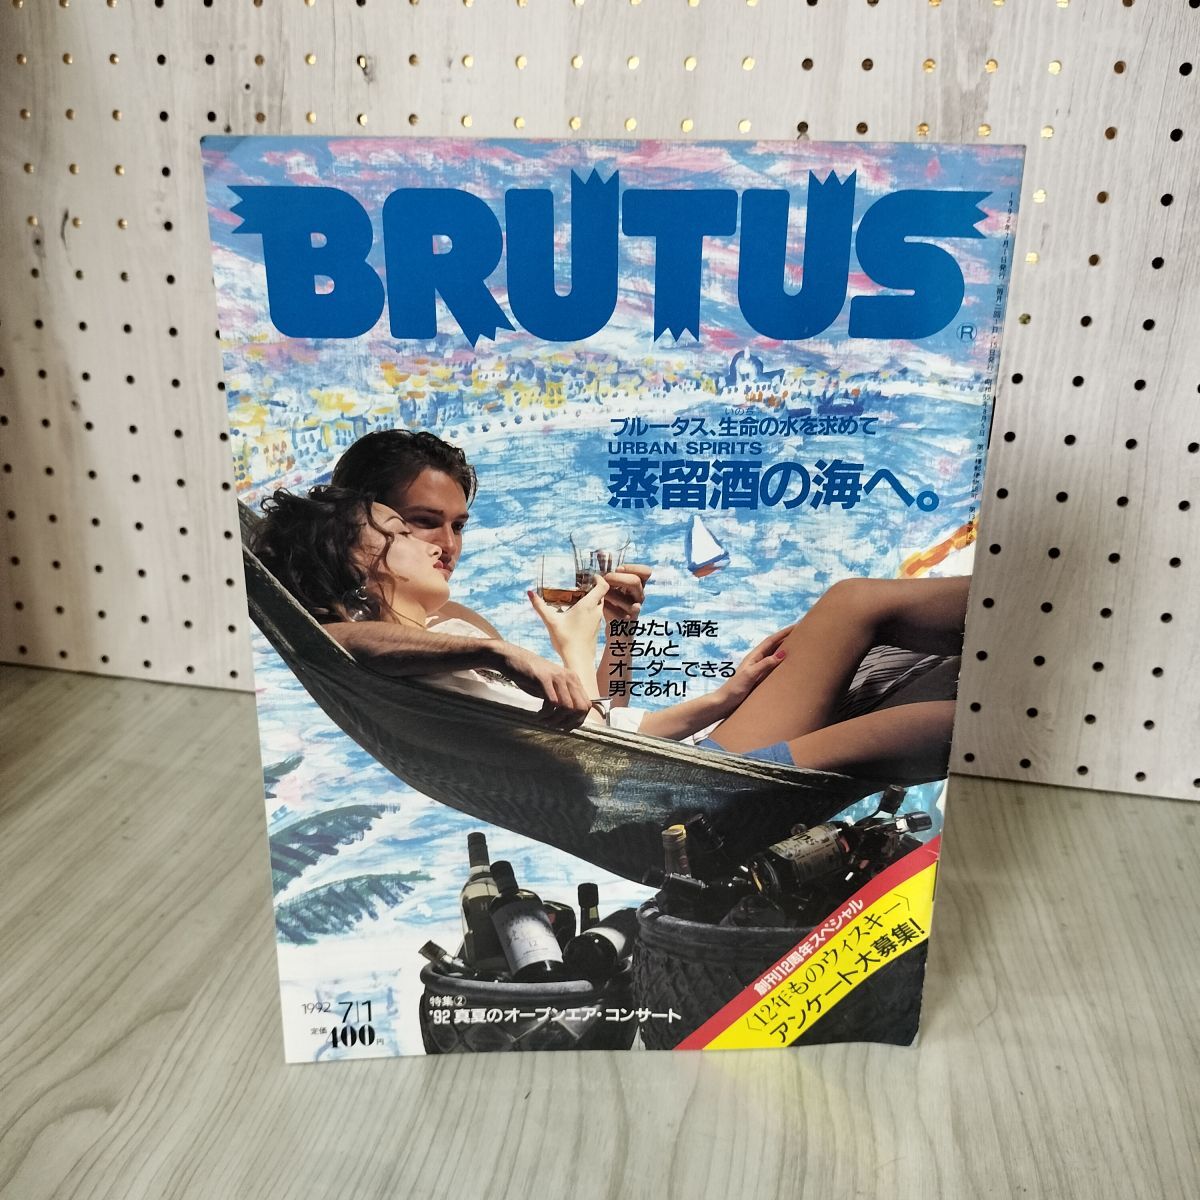 BRUTUS
R
ブルータス、生命の水を求めて
URBAN SPIRITS
蒸留酒の海へ。
飲みたい酒を
きちんと
オーダーできる
男であれ!
創刊12周年スペシャル
〈12年ものウィスキー〉
アンケート大募集!
特集②
'92真夏のオープンエア・コンサート
1992 7/1
定価400円